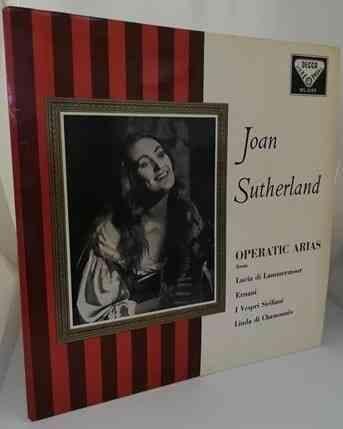 DECCA
Joan
Sutherland
OPERATIC ARIAS
from
Lucia di Lammermoor
Ernani
I Vespri Siciliani
Linda di Chamounix